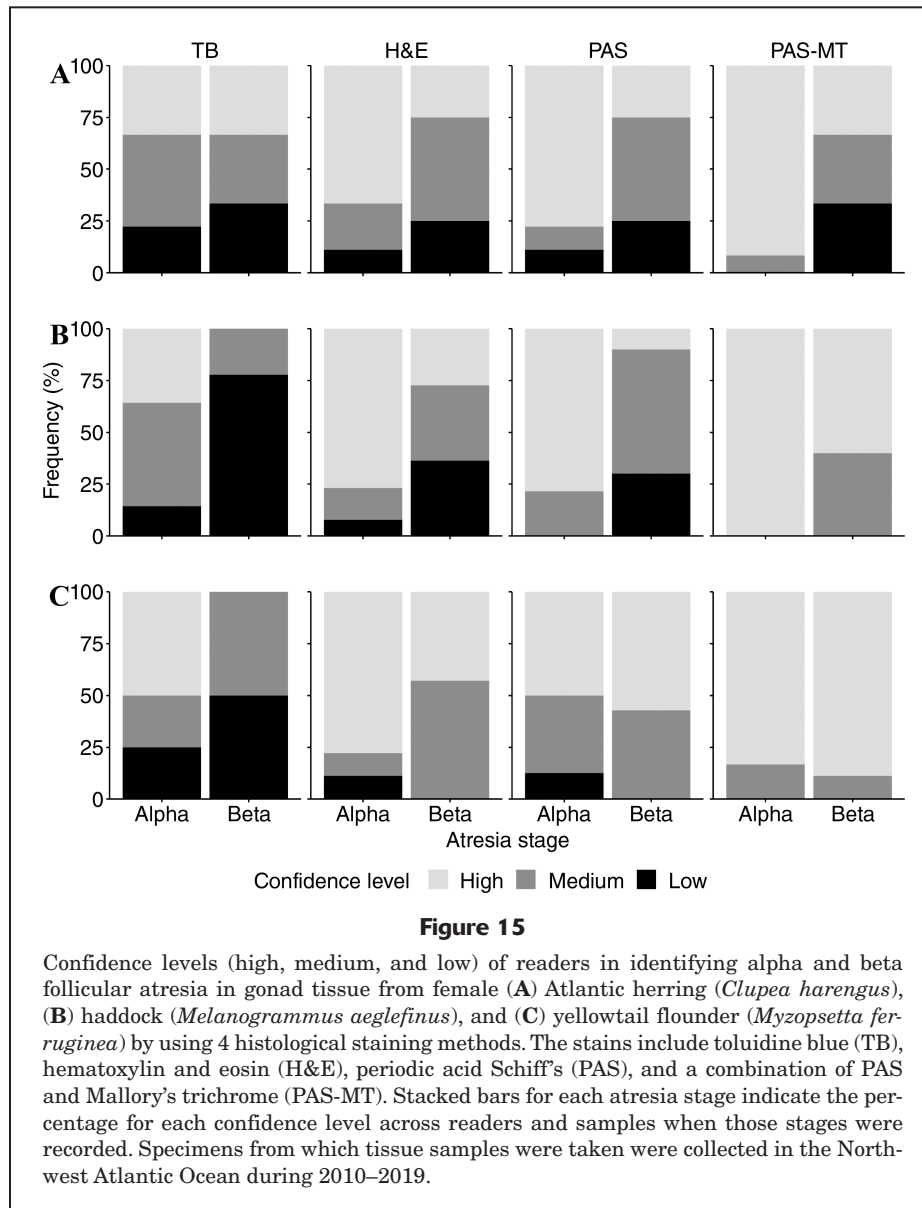 TB H&E PAS PAS-MT
A
100
75
50
25
0
B
100
75
50
25
0
Frequency (%)
C
100
75
50
25
0
Alpha Beta Alpha Beta Alpha Beta Alpha Beta
Atresia stage
Confidence level High Medium Low
Figure 15
Confidence levels (high, medium, and low) of readers in identifying alpha and beta
follicular atresia in gonad tissue from female (A) Atlantic herring (Clupea harengus),
(B) haddock (Melanogrammus aeglefinus), and (C) yellowtail flounder (Myzopsetta fer-
ruginea) by using 4 histological staining methods. The stains include toluidine blue (TB),
hematoxylin and eosin (H&E), periodic acid Schiff's (PAS), and a combination of PAS
and Mallory's trichrome (PAS-MT). Stacked bars for each atresia stage indicate the per-
centage for each confidence level across readers and samples when those stages were
recorded. Specimens from which tissue samples were taken were collected in the North-
west Atlantic Ocean during 2010–2019.